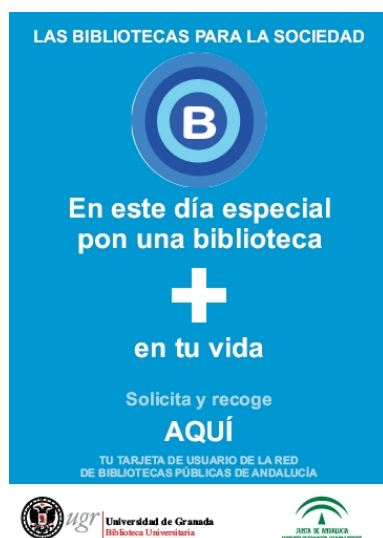 LAS BIBLIOTECAS PARA LA SOCIEDAD
B
En este día especial
pon una biblioteca
+
en tu vida
Solicita y recoge
AQUÍ
TU TARJETA DE USUARIO DE LA RED
DE BIBLIOTECAS PÚBLICAS DE ANDALUCÍA
ugr
Universidad de Granada
Biblioteca Universitaria
JUNTA DE ANDALUCIA